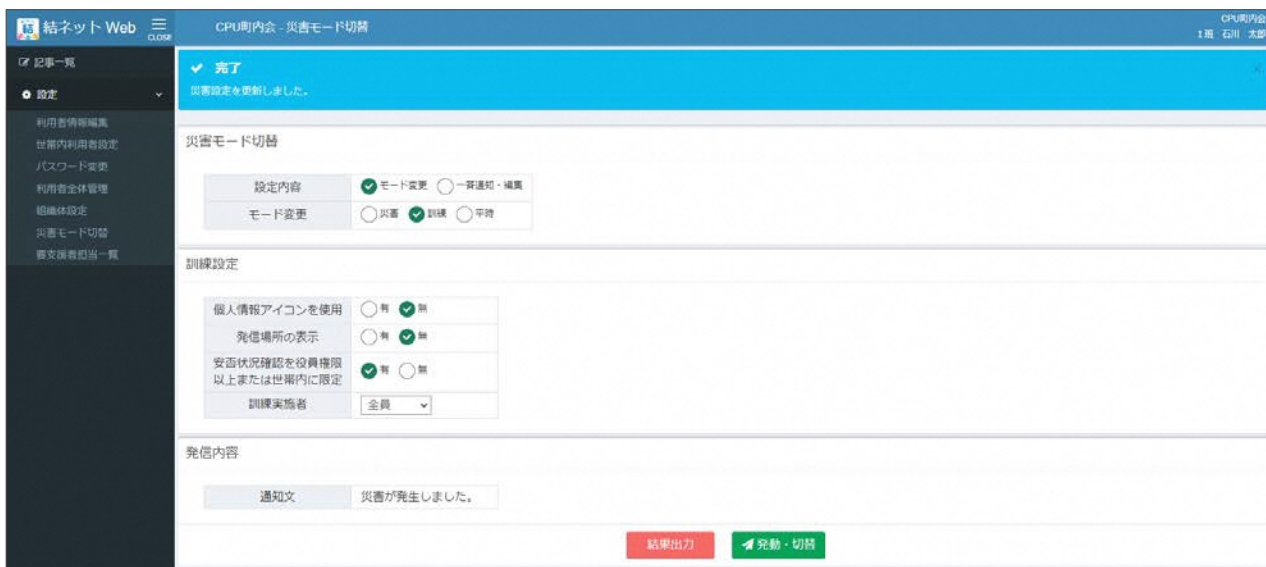 結ネット Web
CLOSE
CPU町内会 - 災害モード切替
CPU町内会
1班 石川 太郎
記事一覧
設定
利用者情報編集
世帯内利用者設定
パスワード変更
利用者全体管理
組織体設定
災害モード切替
要支援者担当一覧
完了
災害設定を更新しました。
災害モード切替
設定内容 モード変更 一斉通知・編集
モード変更 災害 訓練 平時
訓練設定
個人情報アイコンを使用 有 無
発信場所の表示 有 無
安否状況確認を役員権限
以上または世帯内に限定 有 無
訓練実施者 全員
発信内容
通知文 災害が発生しました。
結果出力 発動・切替